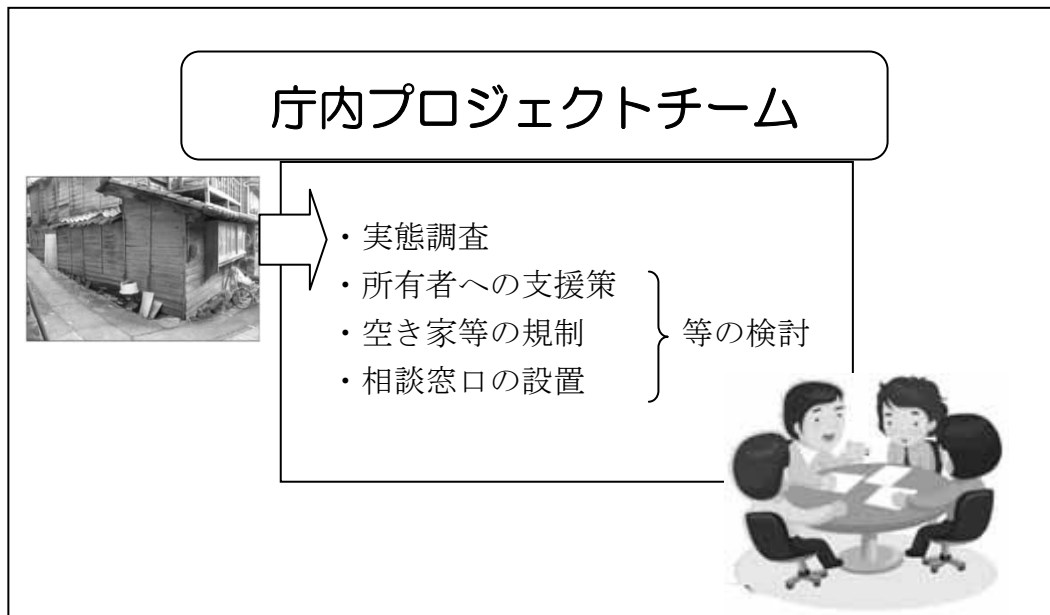 庁内プロジェクトチーム
・実態調査
・所有者への支援策
・空き家等の規制
・相談窓口の設置
等の検討